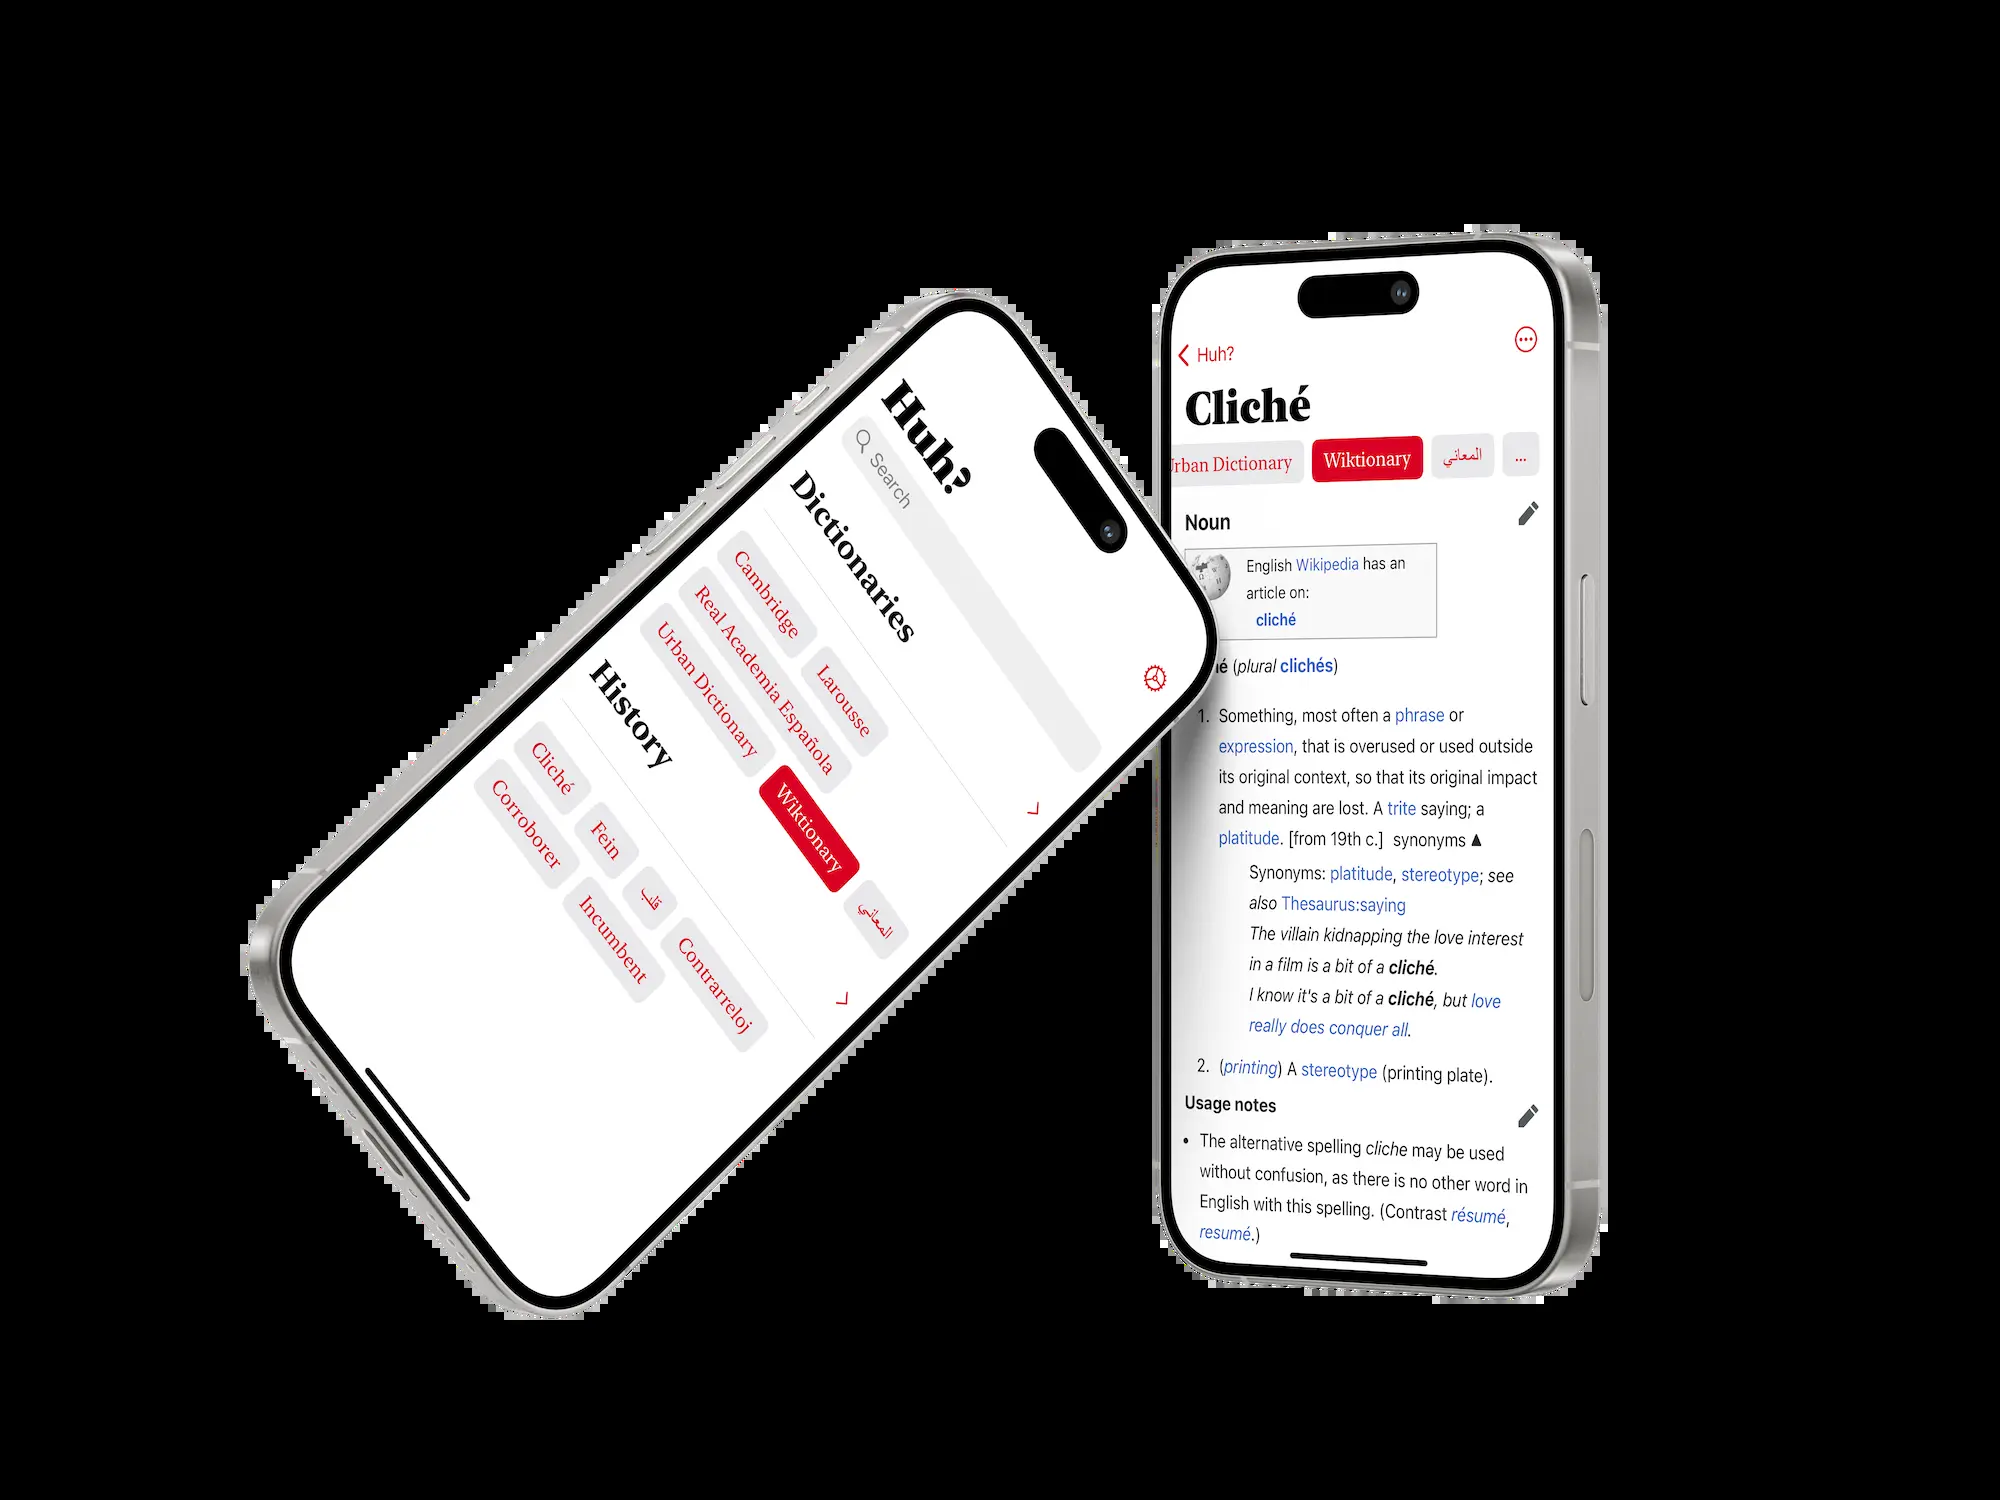 Huh?
Search
Dictionaries
Cambridge
Larousse
Real Academia Española
Urban Dictionary
Wiktionary
المعاني
History
Cliché
Fein
قلب
Contrarreloj
Corroborer
Incumbent
Huh?
Cliché
Urban Dictionary
Wiktionary
المعاني
...
Noun
English Wikipedia has an
article on:
cliché
(plural clichés)
1. Something, most often a phrase or
expression, that is overused or used outside
its original context, so that its original impact
and meaning are lost. A trite saying; a
platitude. [from 19th c.] synonyms ▲
Synonyms: platitude, stereotype; see
also Thesaurus:saying
The villain kidnapping the love interest
in a film is a bit of a cliché.
I know it's a bit of a cliché, but love
really does conquer all.
2. (printing) A stereotype (printing plate).
Usage notes
• The alternative spelling cliche may be used
without confusion, as there is no other word in
English with this spelling. (Contrast résumé,
resumé.)